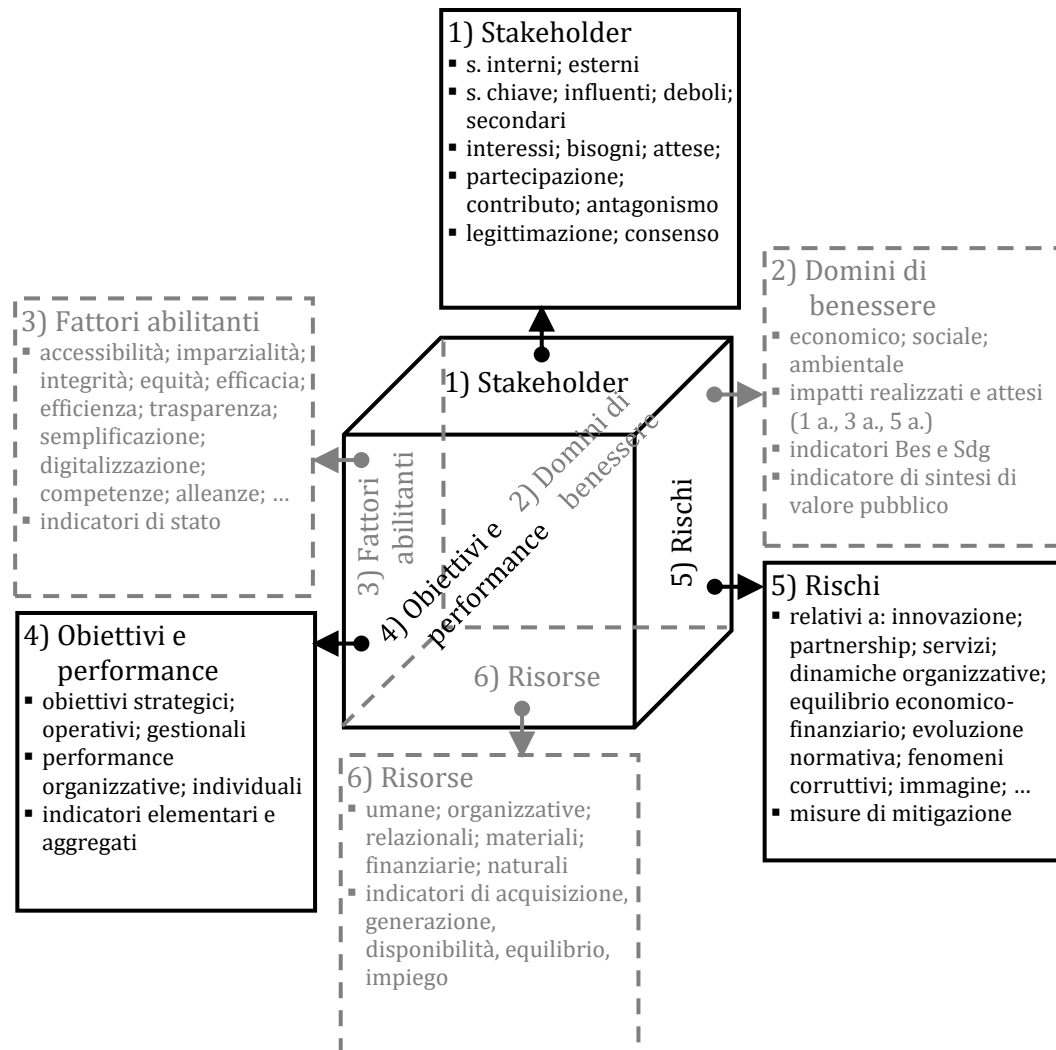 1) Stakeholder
▪ s. interni; esterni
▪ s. chiave; influenti; deboli;
secondari
▪ interessi; bisogni; attese;
▪ partecipazione;
contributo; antagonismo
▪ legittimazione; consenso
2) Domini di
benessere
▪ economico; sociale;
ambientale
▪ impatti realizzati e attesi
(1 a., 3 a., 5 a.)
▪ indicatori Bes e Sdg
▪ indicatore di sintesi di
valore pubblico
3) Fattori abilitanti
▪ accessibilità; imparzialità;
integrità; equità; efficacia;
efficienza; trasparenza;
semplificazione;
digitalizzazione;
competenze; alleanze; …
▪ indicatori di stato
1) Stakeholder
2) Domini di
benessere
3) Fattori
abilitanti
4) Obiettivi e
performance
5) Rischi
6) Risorse
4) Obiettivi e
performance
▪ obiettivi strategici;
operativi; gestionali
▪ performance
organizzative; individuali
▪ indicatori elementari e
aggregati
5) Rischi
▪ relativi a: innovazione;
partnership; servizi;
dinamiche organizzative;
equilibrio economico-
finanziario; evoluzione
normativa; fenomeni
corruttivi; immagine; …
▪ misure di mitigazione
6) Risorse
▪ umane; organizzative;
relazionali; materiali;
finanziarie; naturali
▪ indicatori di acquisizione,
generazione,
disponibilità, equilibrio,
impiego